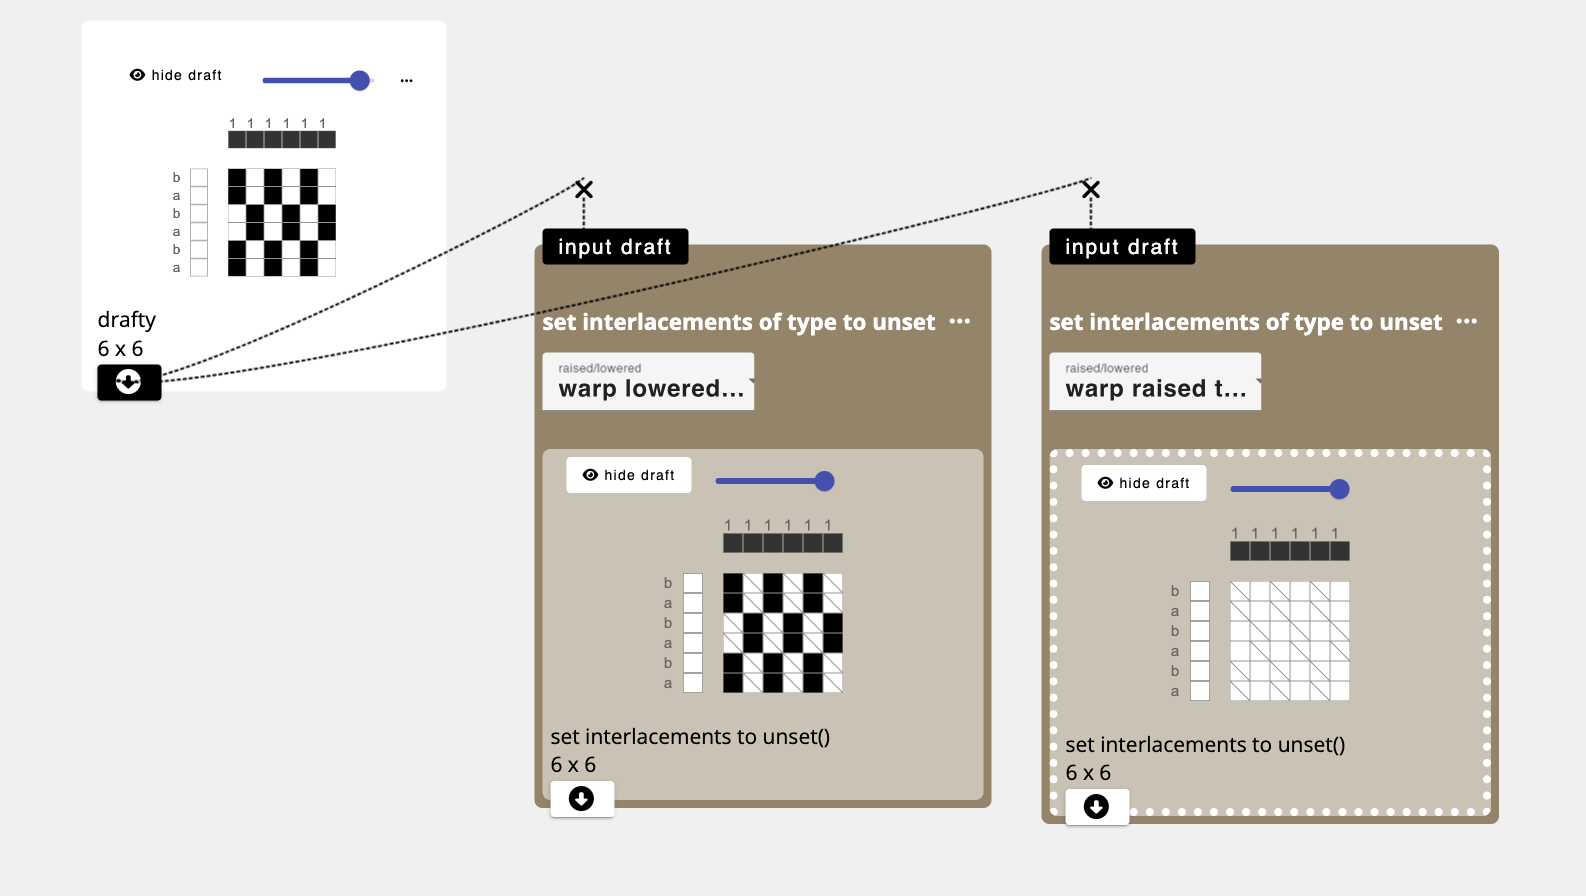 hide draft
1 1 1 1 1 1
b
a
b
a
b
a
drafty
6 x 6
input draft
set interlacements of type to unset
raised/lowered
warp lowered...
hide draft
1 1 1 1 1 1
b
a
b
a
b
a
set interlacements to unset()
6 x 6
input draft
set interlacements of type to unset
raised/lowered
warp raised t...
hide draft
1 1 1 1 1 1
b
a
b
a
b
a
set interlacements to unset()
6 x 6